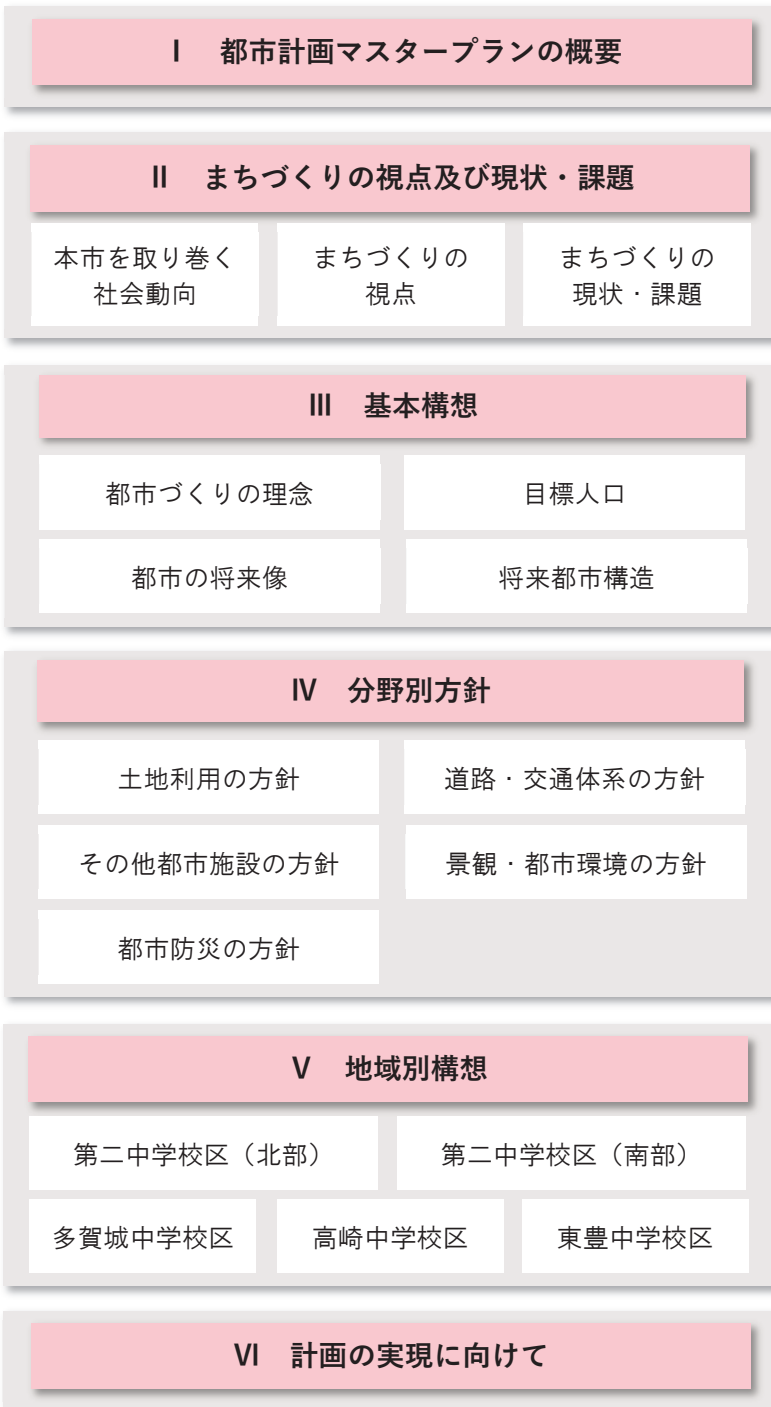 Ⅰ　都市計画マスタープランの概要
Ⅱ　まちづくりの視点及び現状・課題
本市を取り巻く
社会動向
まちづくりの
視点
まちづくりの
現状・課題
Ⅲ　基本構想
都市づくりの理念
目標人口
都市の将来像
将来都市構造
Ⅳ　分野別方針
土地利用の方針
道路・交通体系の方針
その他都市施設の方針
景観・都市環境の方針
都市防災の方針
Ⅴ　地域別構想
第二中学校区（北部）
第二中学校区（南部）
多賀城中学校区
高崎中学校区
東豊中学校区
Ⅵ　計画の実現に向けて